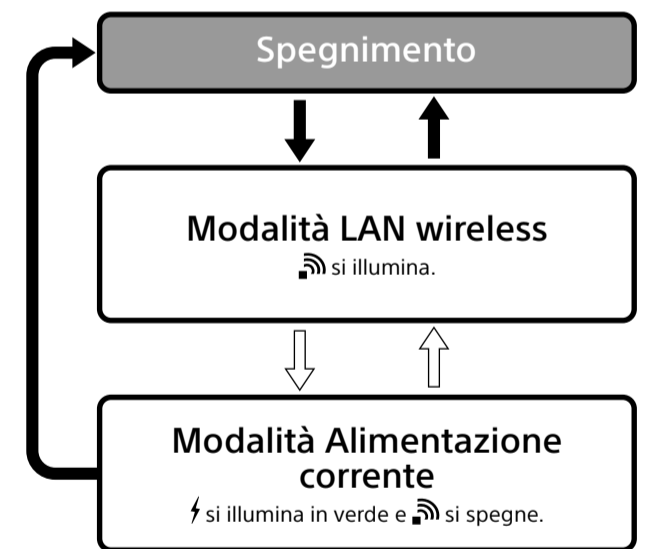 Spegnimento
Modalità LAN wireless
si illumina.
Modalità Alimentazione
corrente
si illumina in verde e si spegne.